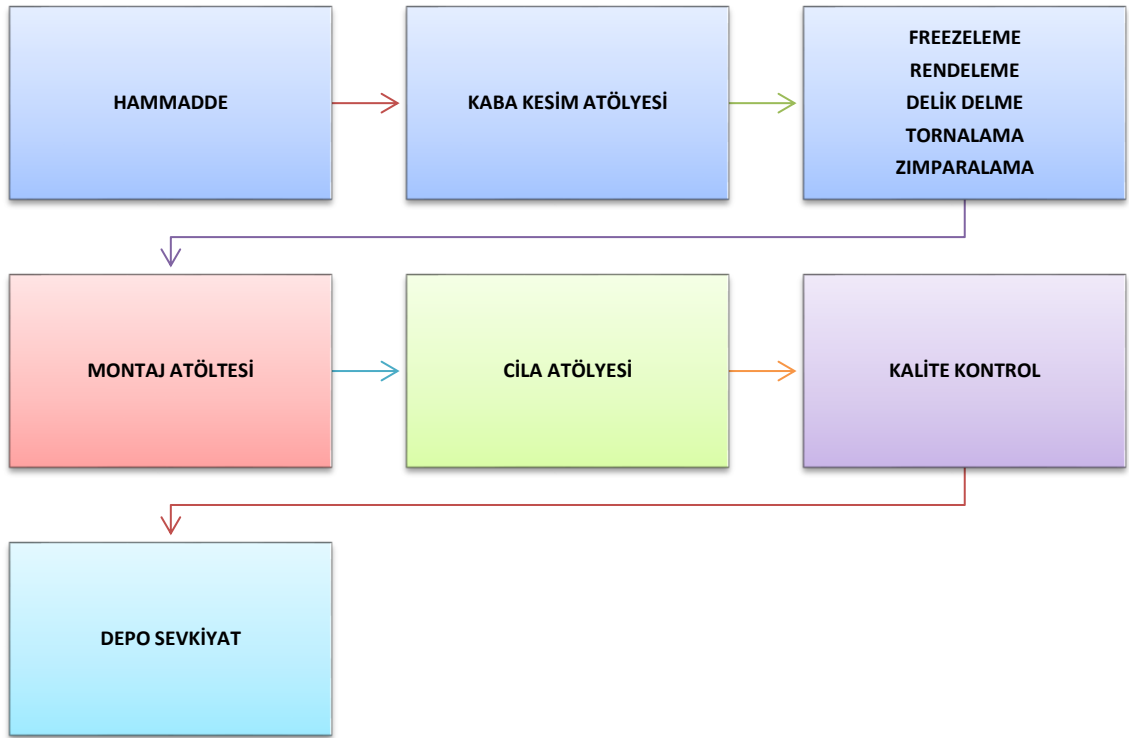 HAMMADDE
KABA KESİM ATÖLYESİ
FREEZELEME
RENDELEME
DELİK DELME
TORNALAMA
ZIMPARALAMA
MONTAJ ATÖLTESİ
CİLA ATÖLYESİ
KALİTE KONTROL
DEPO SEVKİYAT